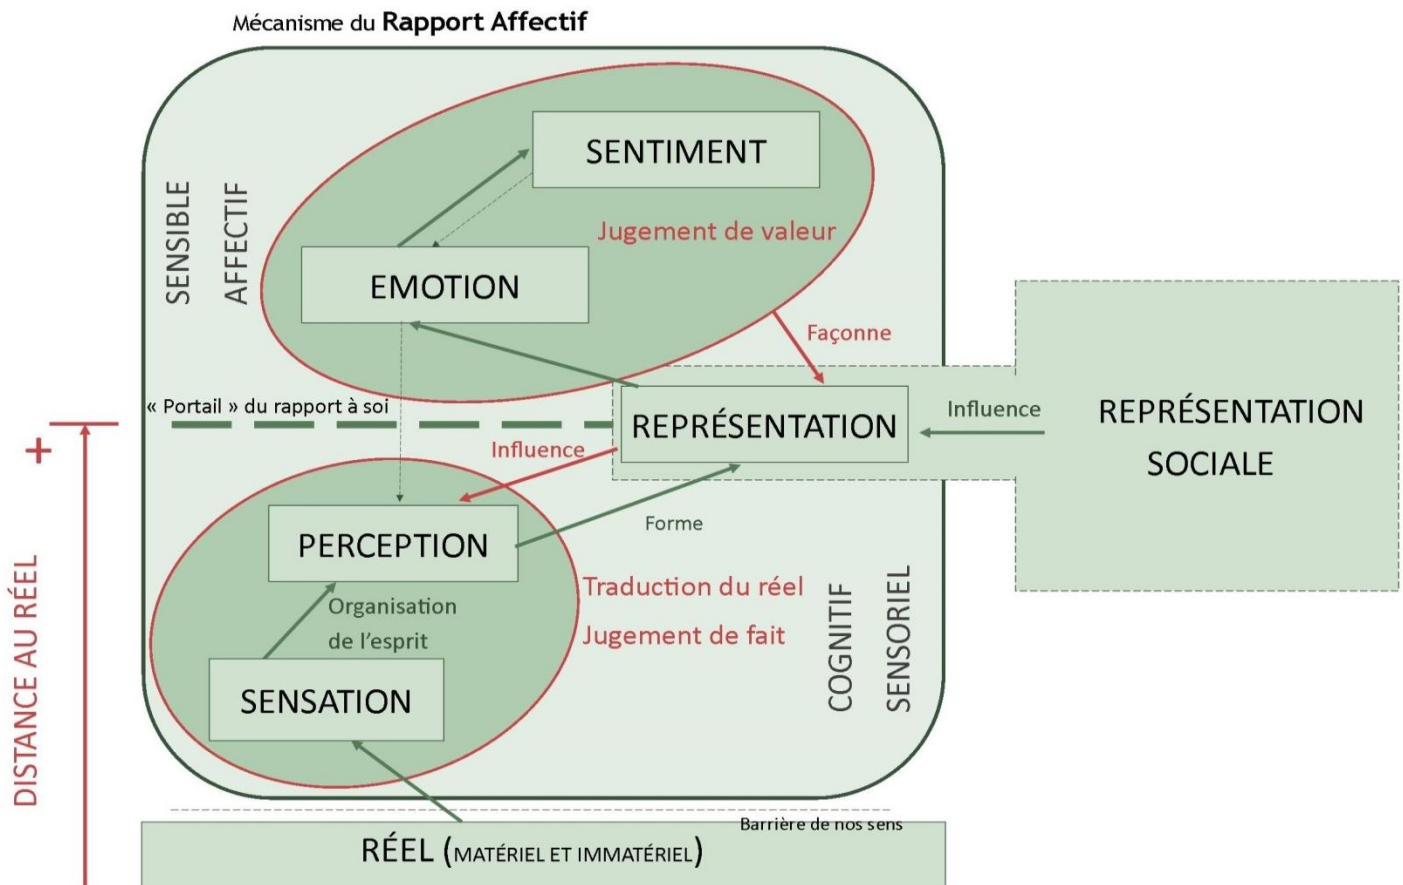 Mécanisme du Rapport Affectif
SENTIMENT
SENSIBLE
AFFECTIF
Jugement de valeur
EMOTION
Façonne
« Portail » du rapport à soi
REPRÉSENTATION
Influence
REPRÉSENTATION
SOCIALE
Influence
+
PERCEPTION
Forme
Organisation
de l'esprit
Traduction du réel
Jugement de fait
COGNITIF
SENSORIEL
SENSATION
DISTANCE AU RÉEL
Barrière de nos sens
RÉEL (MATÉRIEL ET IMMATÉRIEL)